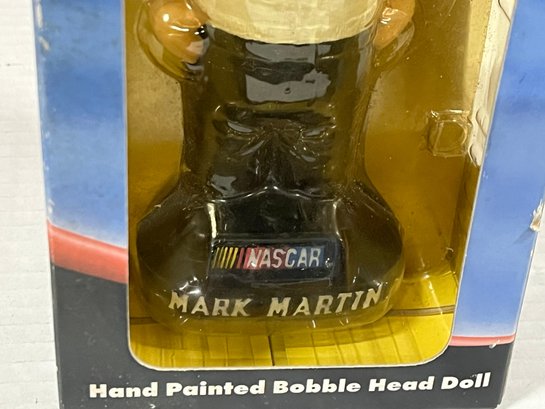 NASCAR
MARK MARTIN
Hand Painted Bobble Head Doll